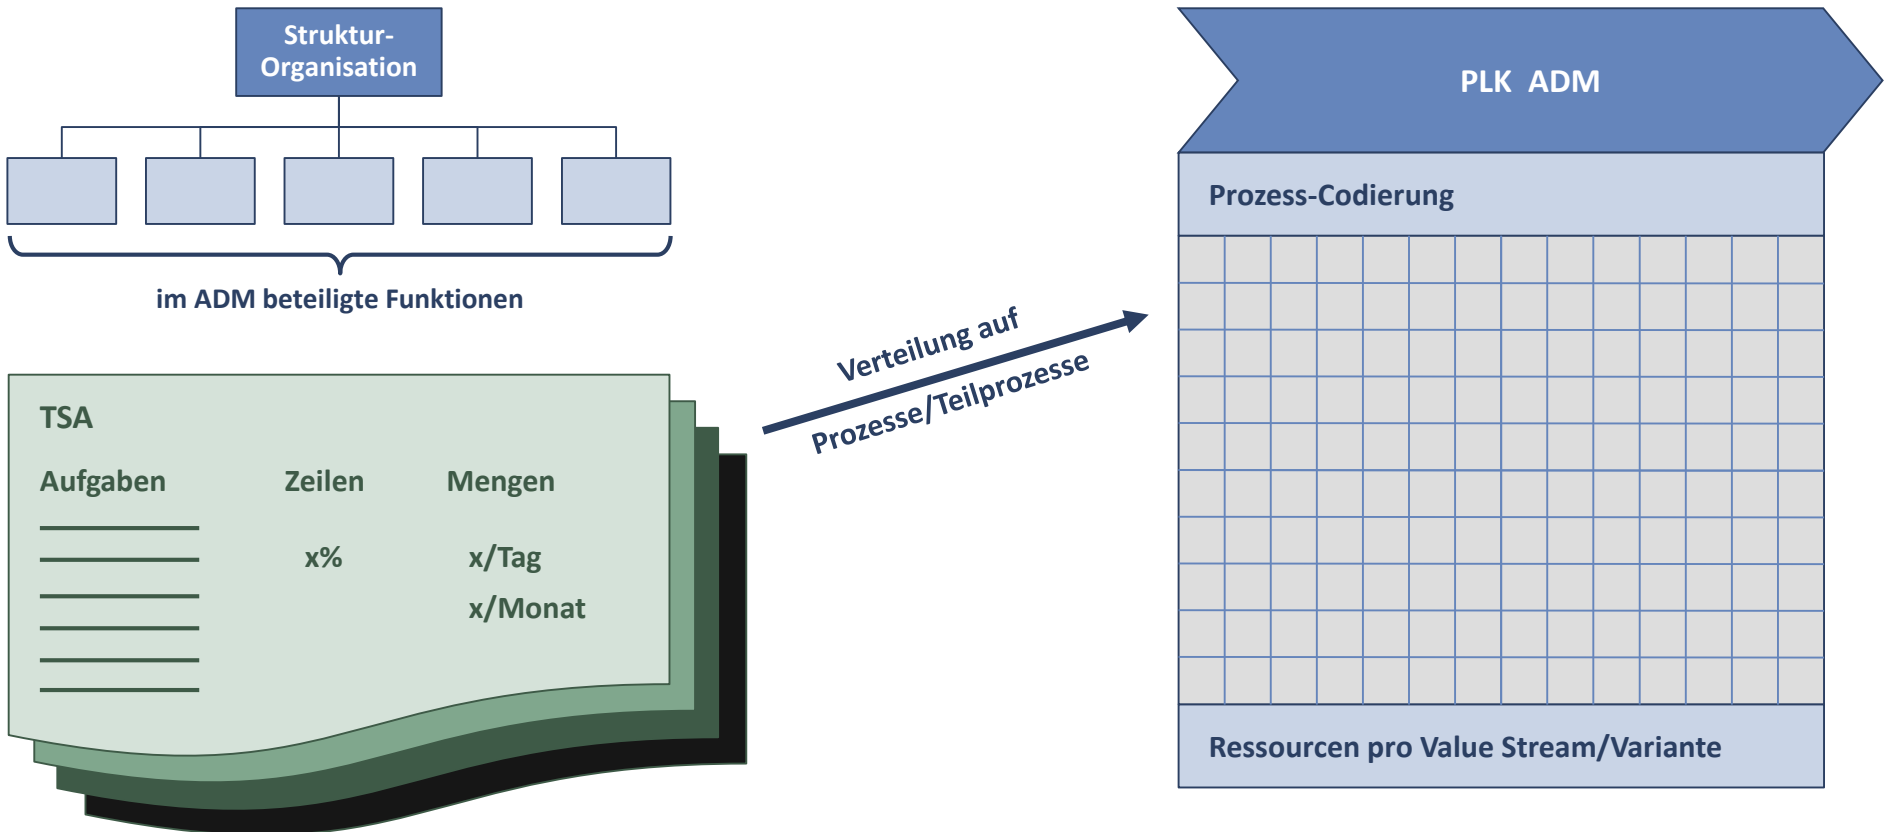 Struktur-
Organisation
im ADM beteiligte Funktionen
TSA
Aufgaben Zeilen Mengen
x% x/Tag
x/Monat
Verteilung auf
Prozesse/Teilprozesse
PLK ADM
Prozess-Codierung
Ressourcen pro Value Stream/Variante